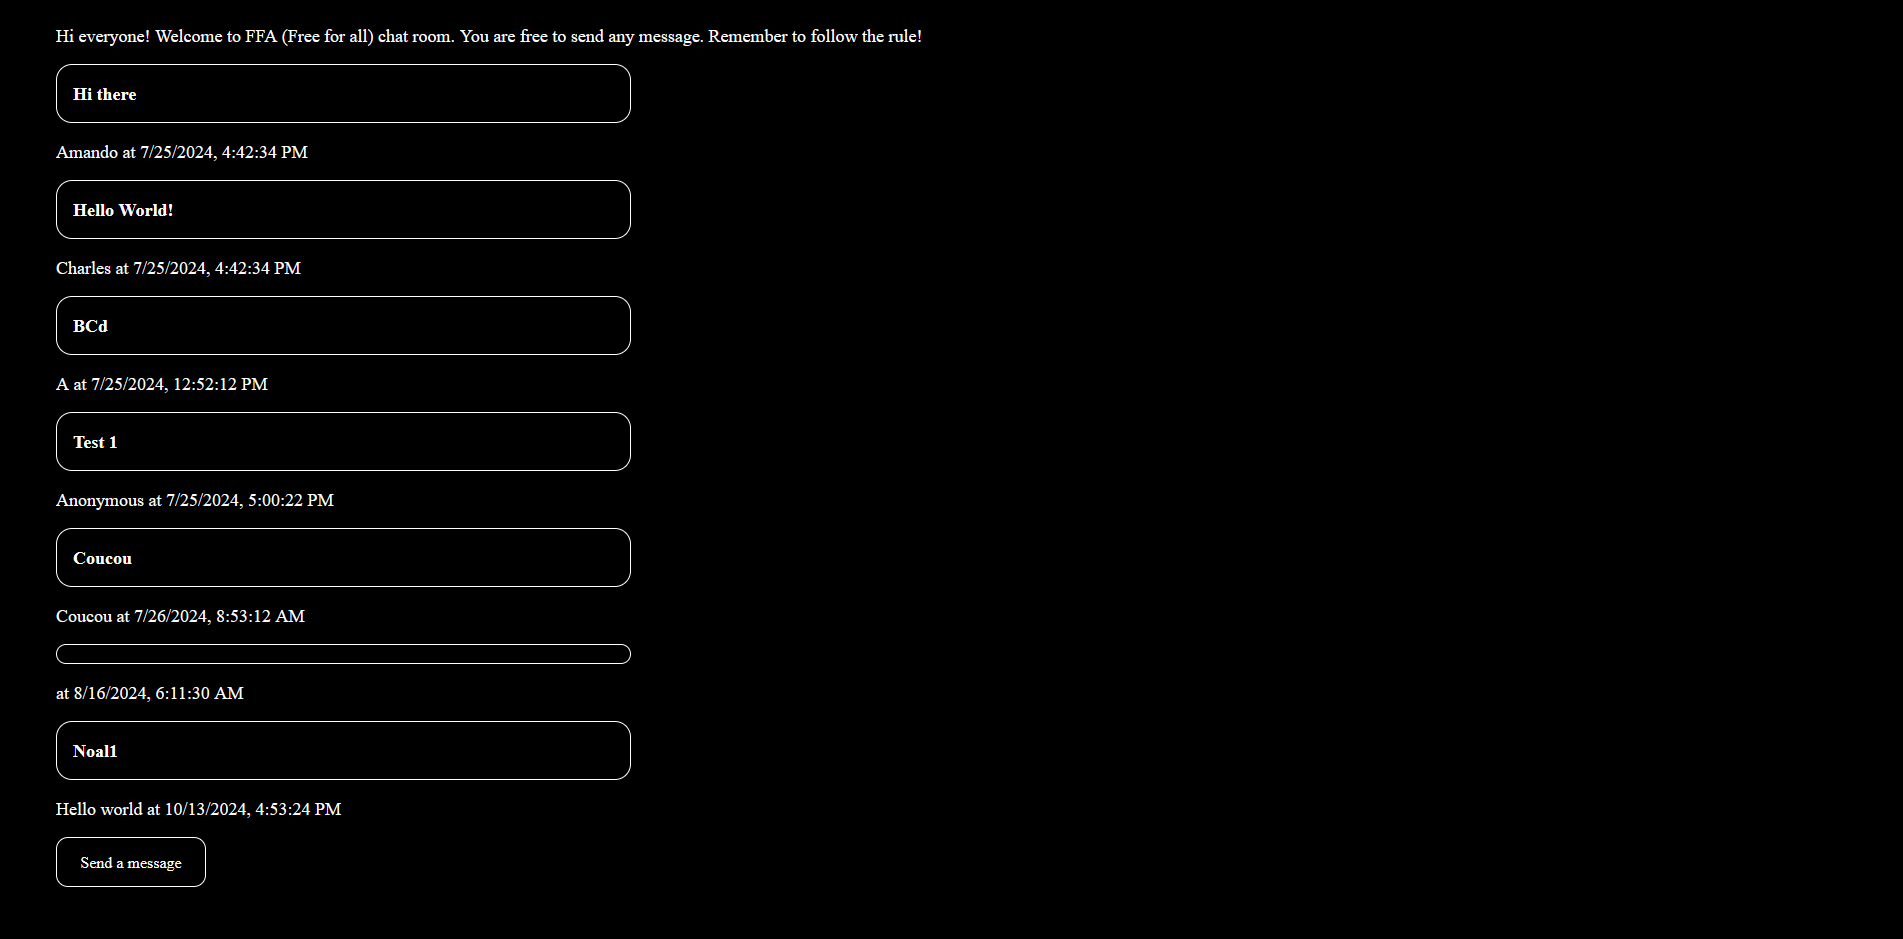 Hi everyone! Welcome to FFA (Free for all) chat room. You are free to send any message. Remember to follow the rule!
Hi there
Amando at 7/25/2024, 4:42:34 PM
Hello World!
Charles at 7/25/2024, 4:42:34 PM
BCd
A at 7/25/2024, 12:52:12 PM
Test 1
Anonymous at 7/25/2024, 5:00:22 PM
Coucou
Coucou at 7/26/2024, 8:53:12 AM
at 8/16/2024, 6:11:30 AM
Noal1
Hello world at 10/13/2024, 4:53:24 PM
Send a message